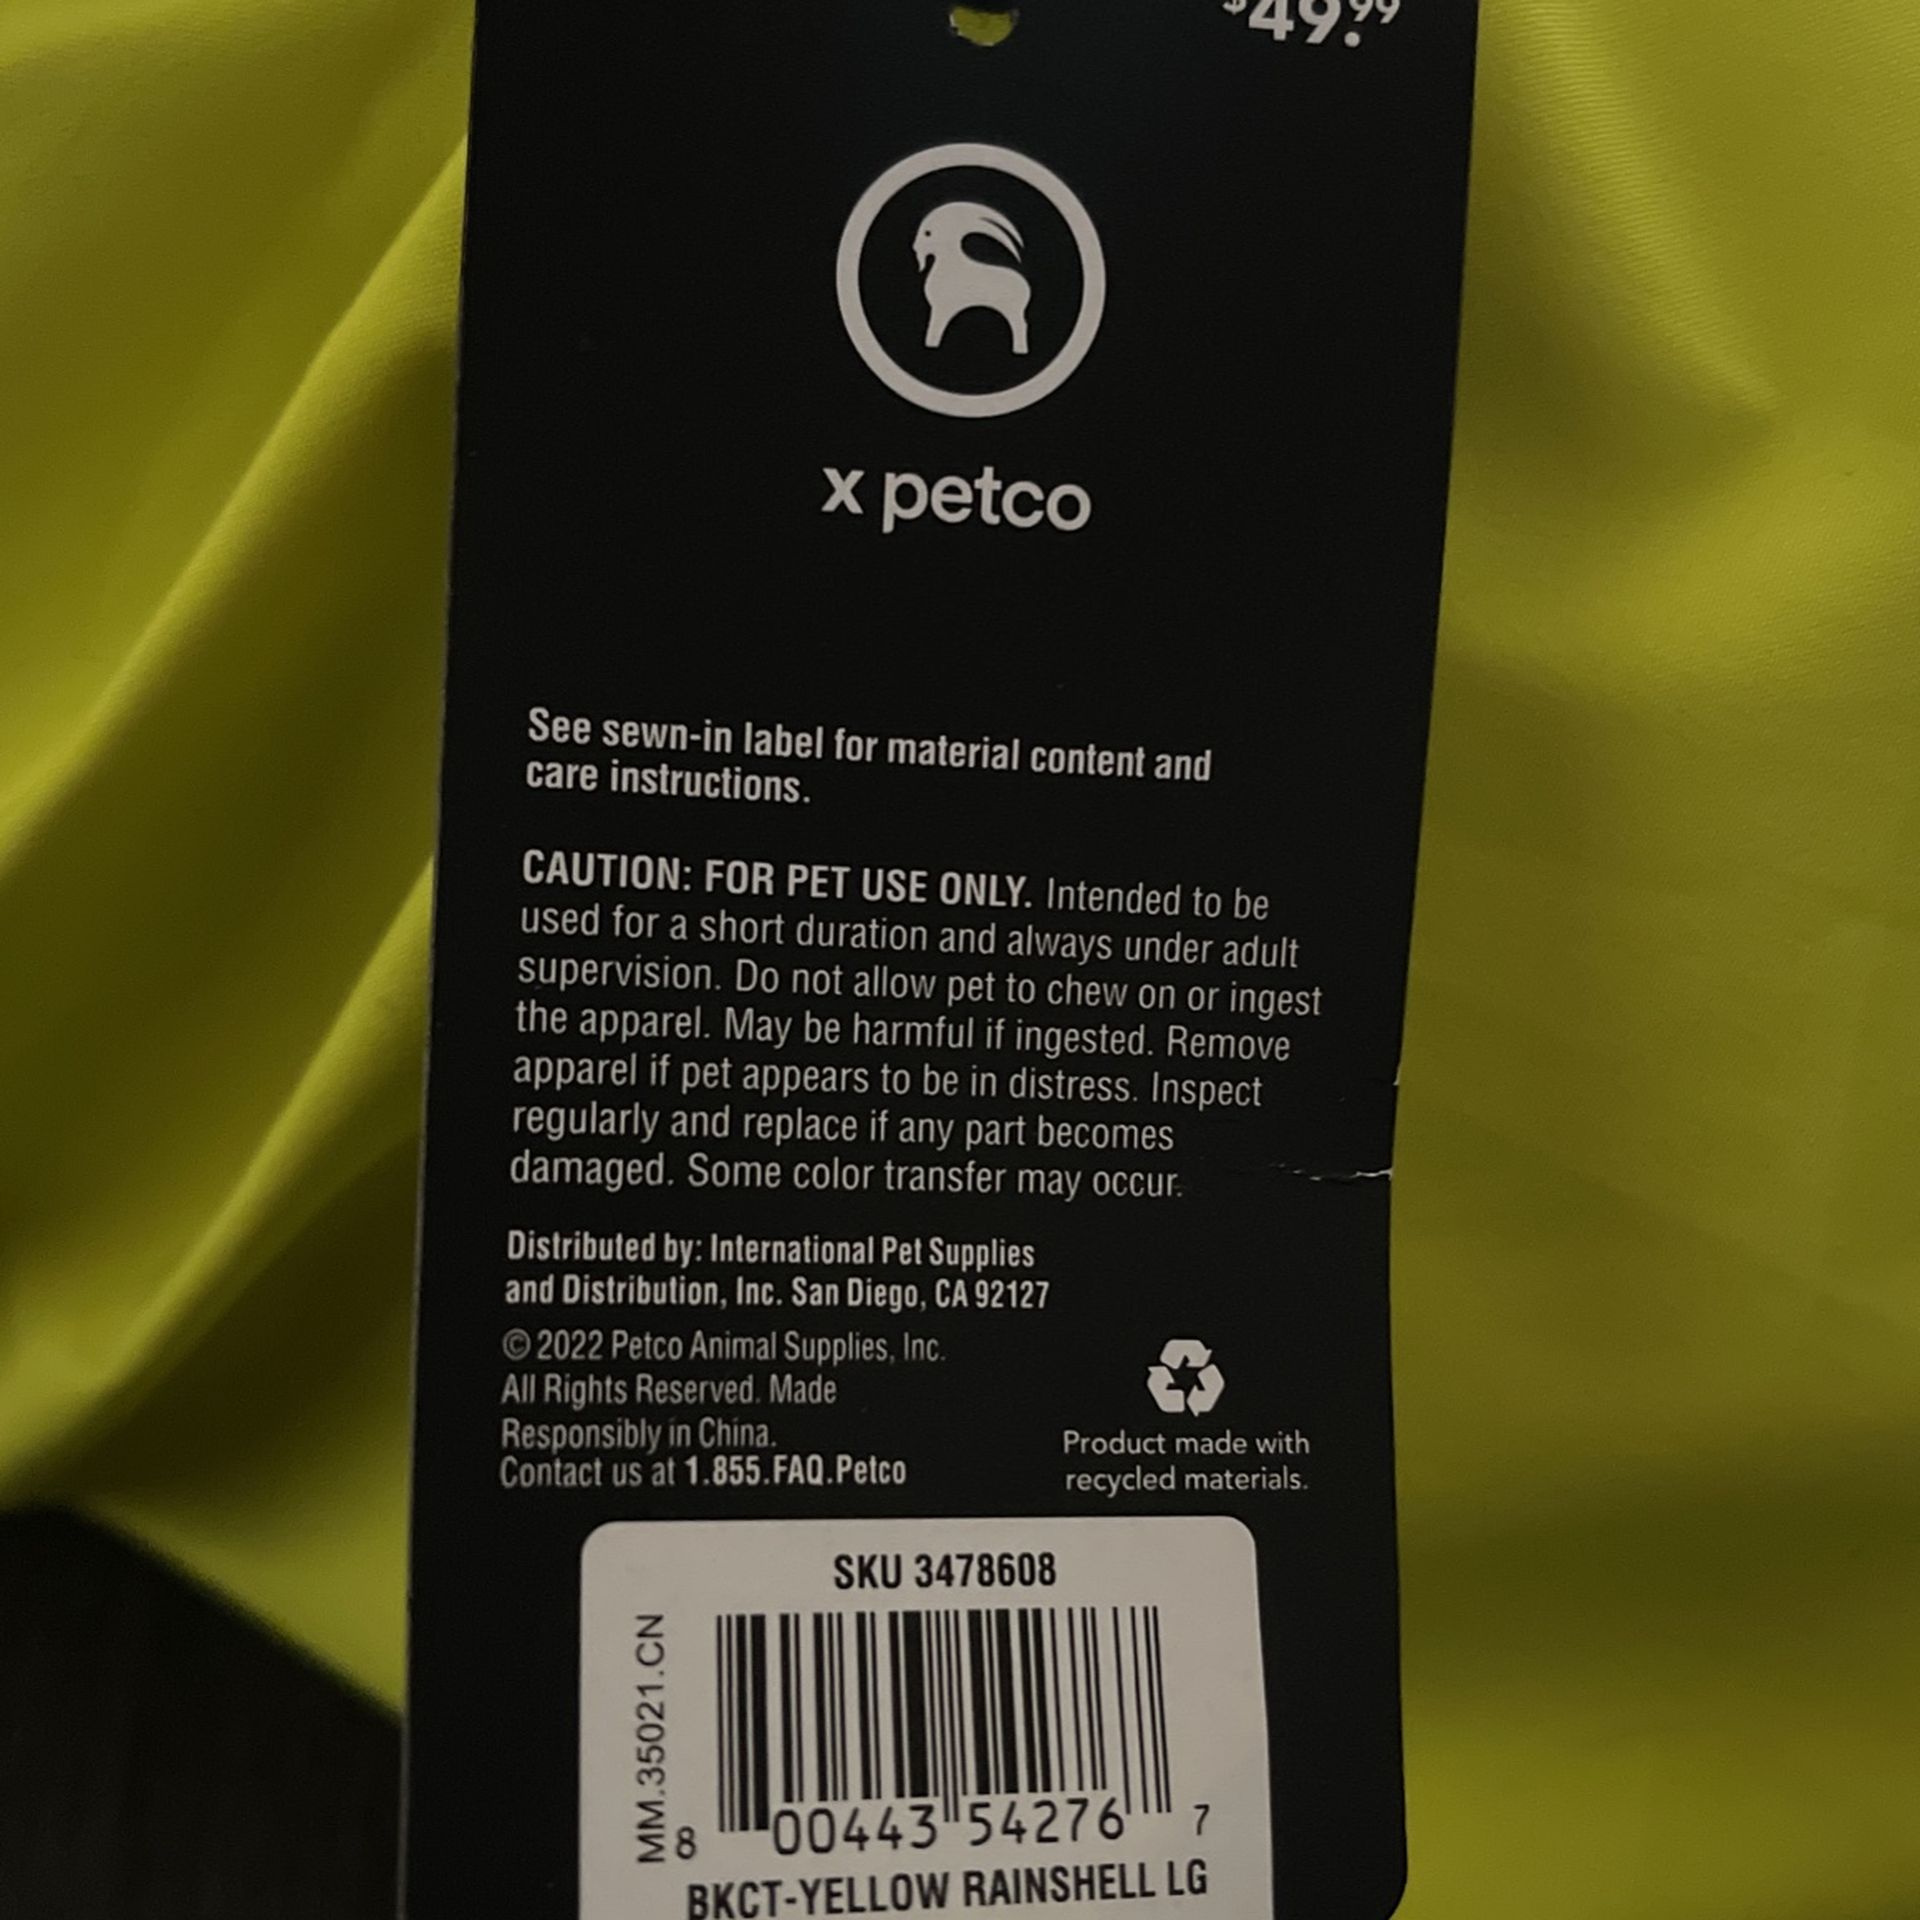 $49.99
x petco
See sewn-in label for material content and
care instructions.
CAUTION: FOR PET USE ONLY. Intended to be
used for a short duration and always under adult
supervision. Do not allow pet to chew on or ingest
the apparel. May be harmful if ingested. Remove
apparel if pet appears to be in distress. Inspect
regularly and replace if any part becomes
damaged. Some color transfer may occur.
Distributed by: International Pet Supplies
and Distribution, Inc. San Diego, CA 92127
© 2022 Petco Animal Supplies, Inc.
All Rights Reserved. Made
Responsibly in China.
Contact us at 1.855.FAQ.Petco
Product made with
recycled materials.
SKU 3478608
MM.35021.CN
8 00443 54276 7
BKCT-YELLOW RAINSHELL LG